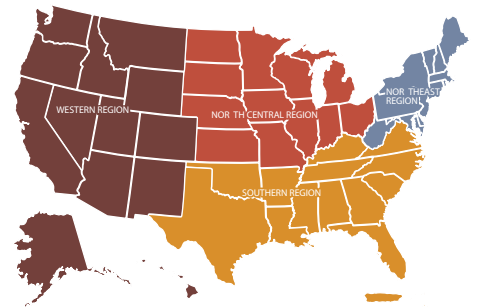 WESTERN REGION
NOR TH CENTRAL REGION
NOR THEAST
REGION
SOUTHERN REGION